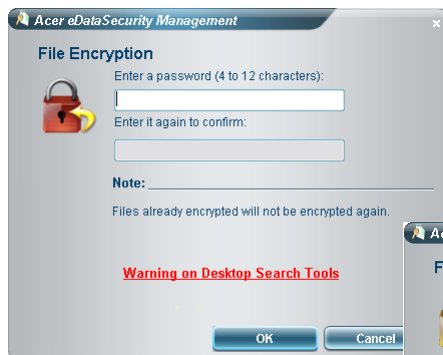 Acer eDataSecurity Management
File Encryption
Enter a password (4 to 12 characters):
Enter it again to confirm:
Note:
Files already encrypted will not be encrypted again.
Warning on Desktop Search Tools
OK
Cancel